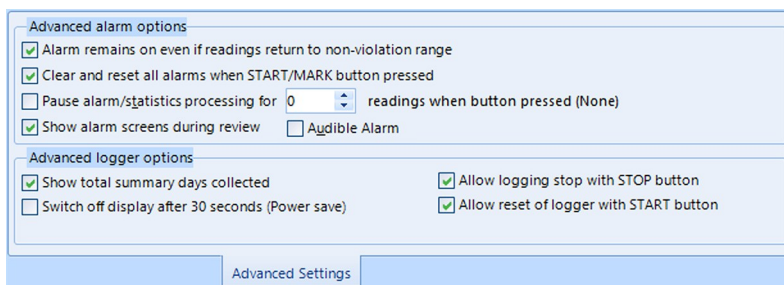 Advanced alarm options
Alarm remains on even if readings return to non-violation range
Clear and reset all alarms when START/MARK button pressed
Pause alarm/statistics processing for 0 readings when button pressed (None)
Show alarm screens during review Audible Alarm
Advanced logger options
Show total summary days collected Allow logging stop with STOP button
Switch off display after 30 seconds (Power save) Allow reset of logger with START button
Advanced Settings